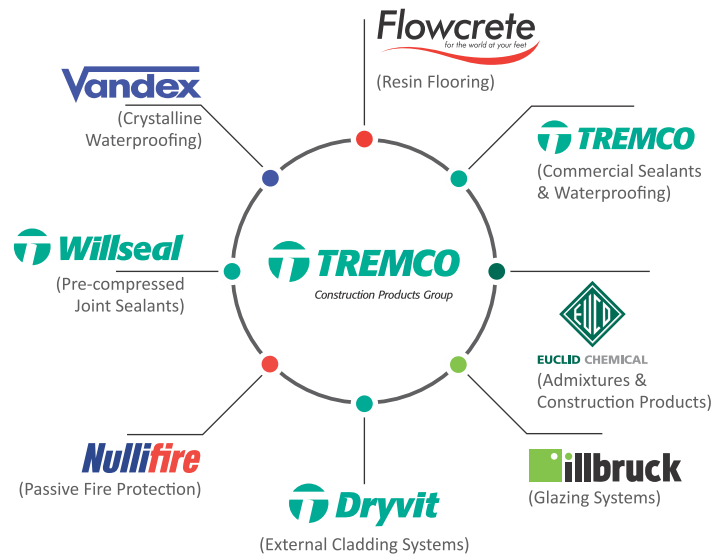 Flowcrete
for the world at your feet
(Resin Flooring)
Vandex
(Crystalline
Waterproofing)
TREMCO
(Commercial Sealants
& Waterproofing)
Willseal
(Pre-compressed
Joint Sealants)
TREMCO
Construction Products Group
EUCO
EUCLID CHEMICAL
(Admixtures &
Construction Products)
Nullifire
(Passive Fire Protection)
Dryvit
(External Cladding Systems)
illbruck
(Glazing Systems)